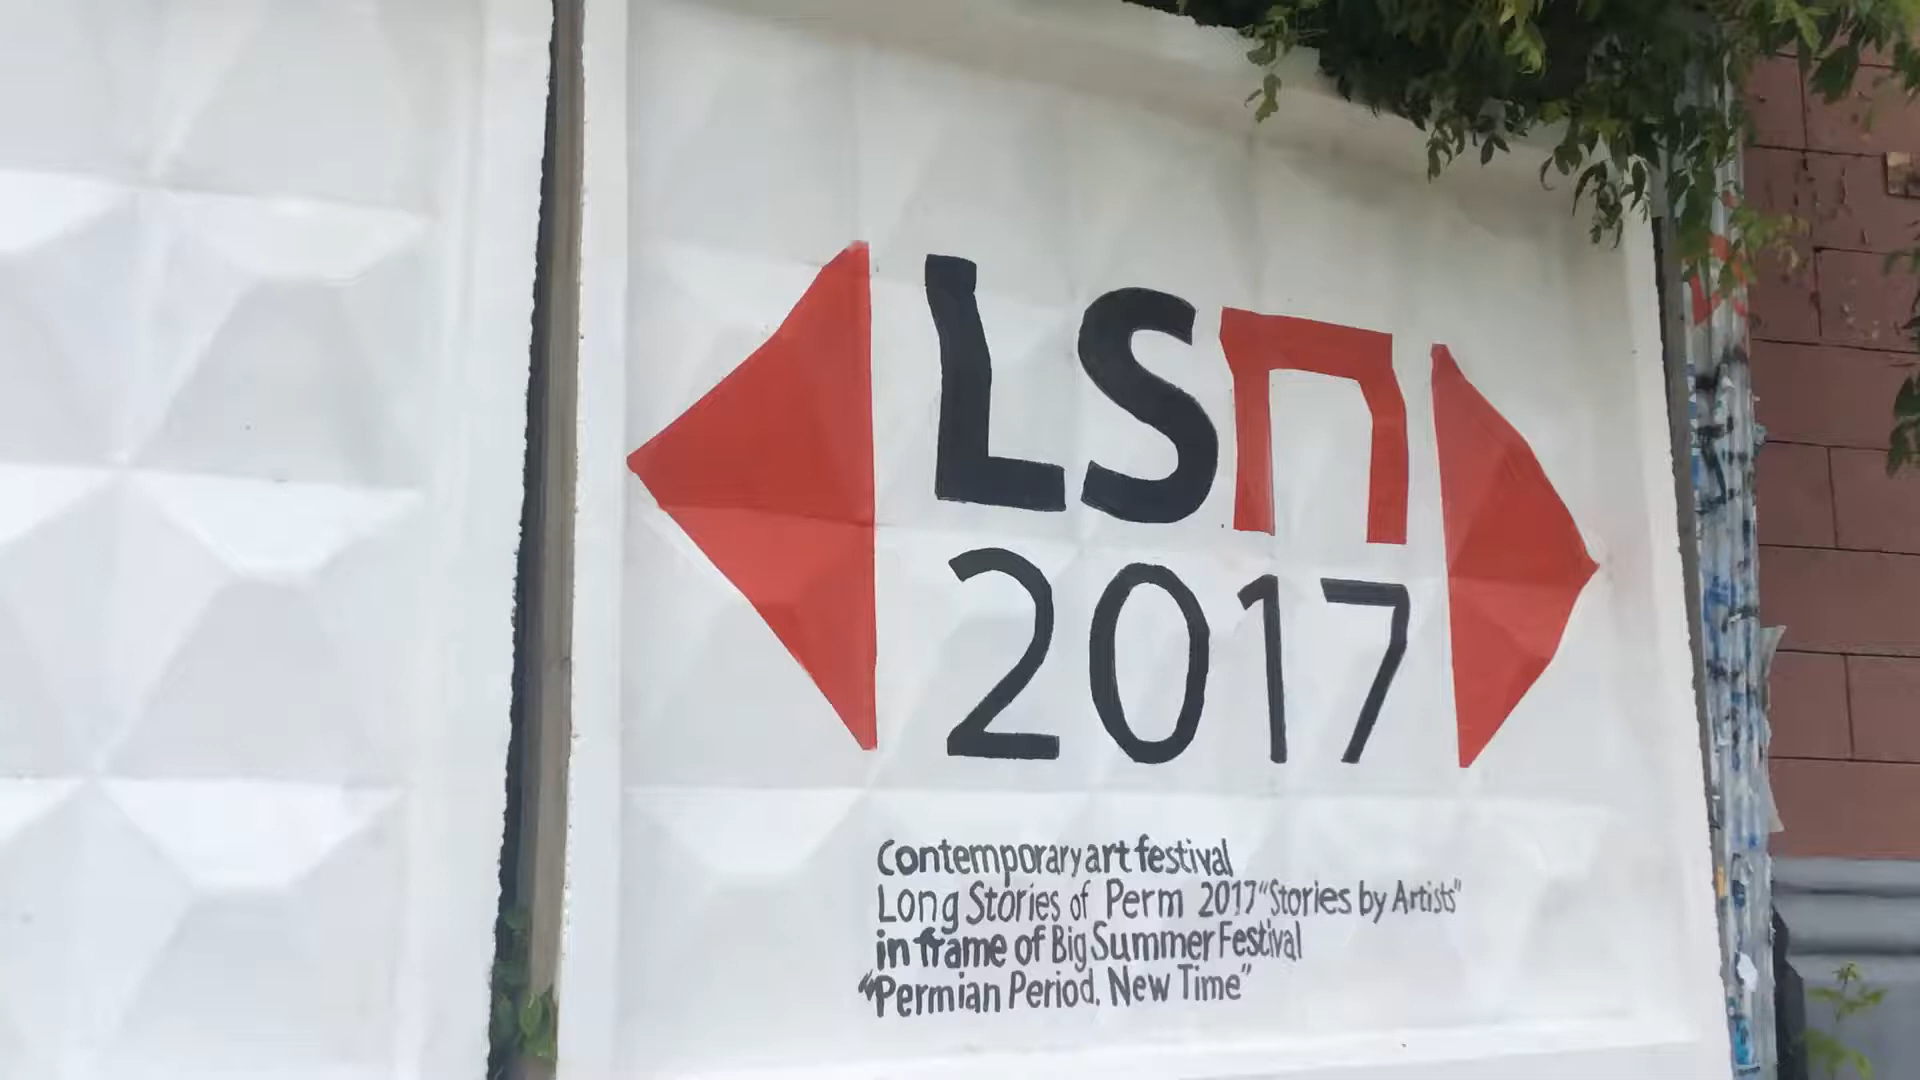 LSП
2017
Contemporary art festival
Long Stories of Perm 2017 "Stories by Artists"
in frame of Big Summer Festival
"Permian Period. New Time"